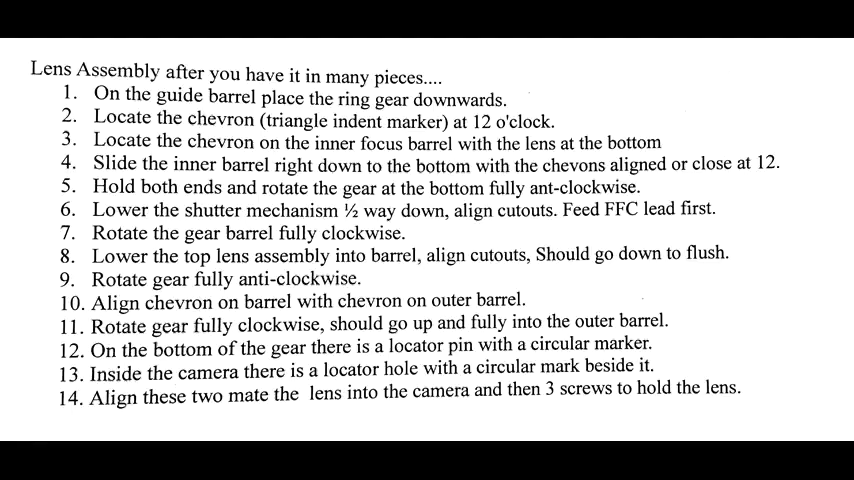 Lens Assembly after you have it in many pieces....
1. On the guide barrel place the ring gear downwards.
2. Locate the chevron (triangle indent marker) at 12 o'clock.
3. Locate the chevron on the inner focus barrel with the lens at the bottom
4. Slide the inner barrel right down to the bottom with the chevons aligned or close at 12.
5. Hold both ends and rotate the gear at the bottom fully ant-clockwise.
6. Lower the shutter mechanism ½ way down, align cutouts. Feed FFC lead first.
7. Rotate the gear barrel fully clockwise.
8. Lower the top lens assembly into barrel, align cutouts, Should go down to flush.
9. Rotate gear fully anti-clockwise.
10. Align chevron on barrel with chevron on outer barrel.
11. Rotate gear fully clockwise, should go up and fully into the outer barrel.
12. On the bottom of the gear there is a locator pin with a circular marker.
13. Inside the camera there is a locator hole with a circular mark beside it.
14. Align these two mate the lens into the camera and then 3 screws to hold the lens.